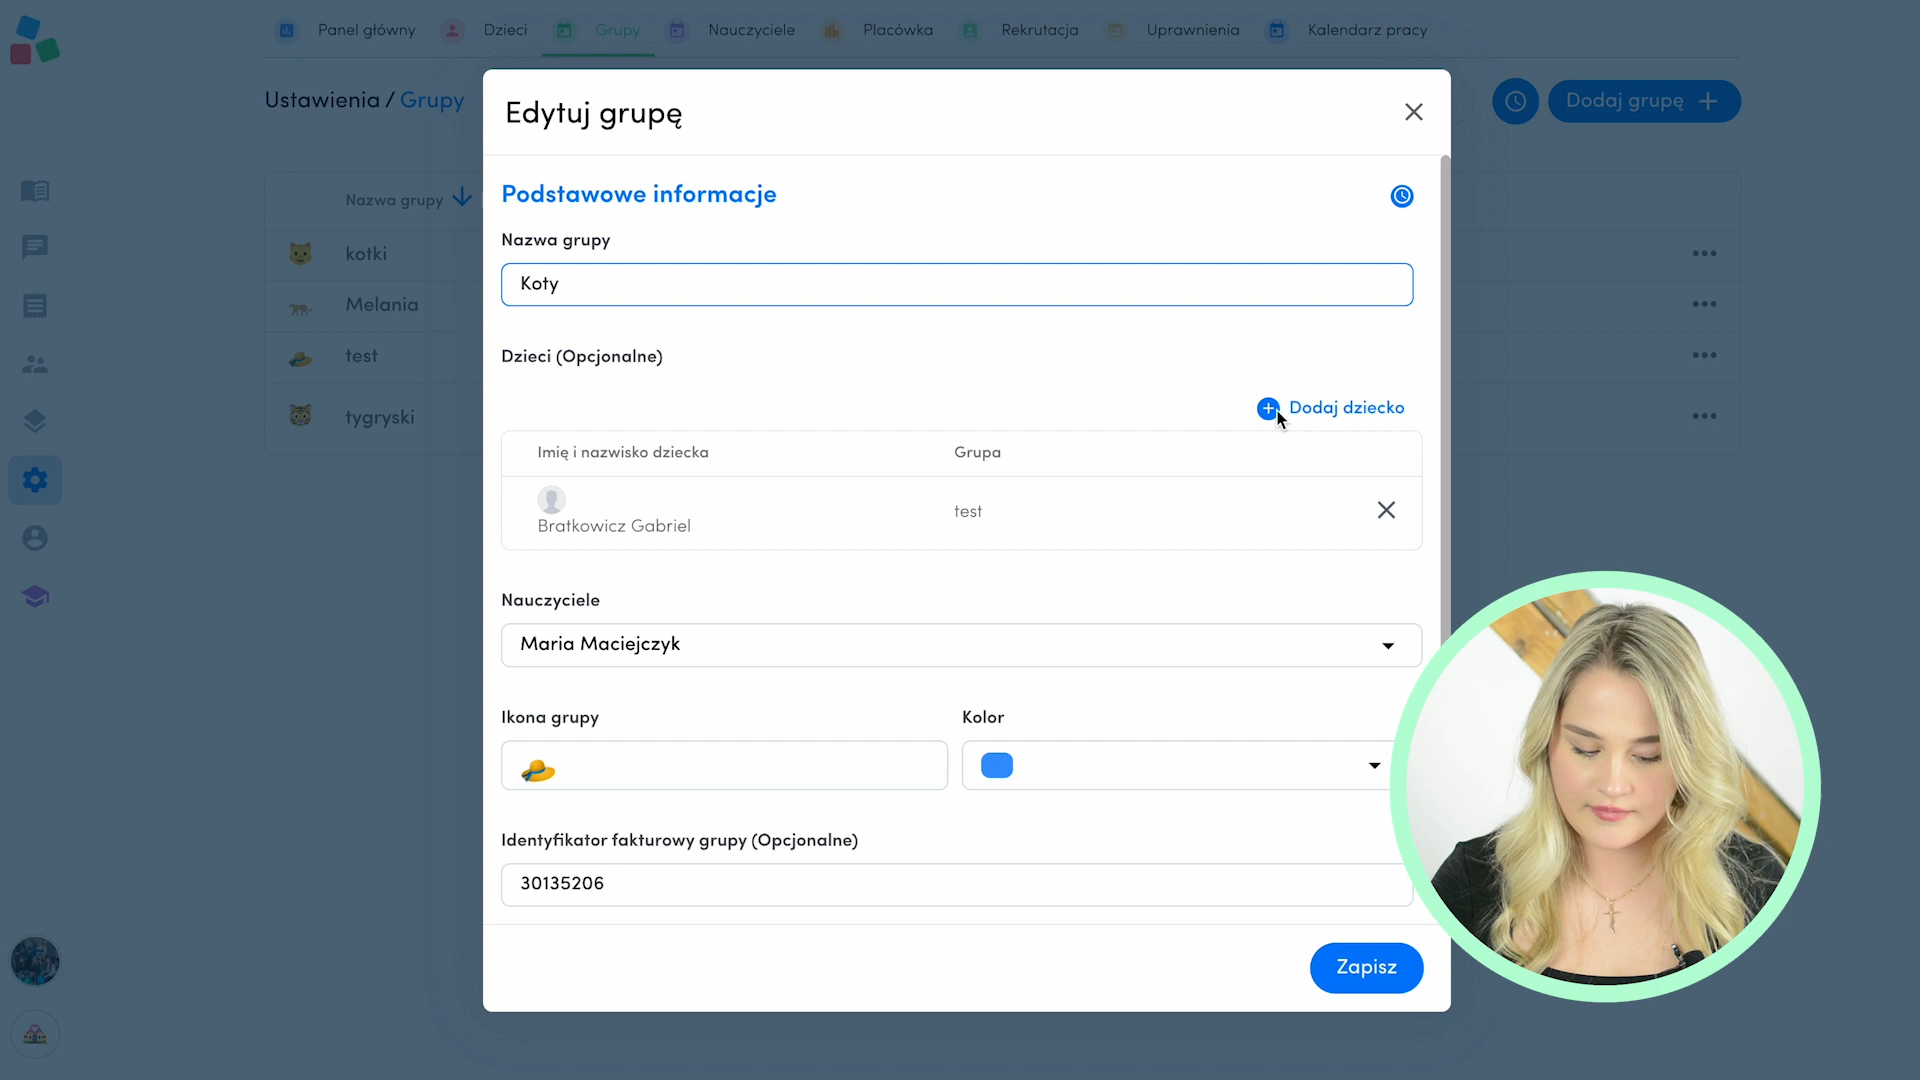 Panel główny
Dzieci
Grupy
Nauczyciele
Placówka
Rekrutacja
Uprawnienia
Kalendarz pracy
Ustawienia / Grupy
Dodaj grupę
Nazwa grupy
kotki
Melania
test
tygryski
Edytuj grupę
Podstawowe informacje
Nazwa grupy
Koty
Dzieci (Opcjonalne)
Dodaj dziecko
Imię i nazwisko dziecka
Grupa
Bratkowicz Gabriel
test
Nauczyciele
Maria Maciejczyk
Ikona grupy
Kolor
Identyfikator fakturowy grupy (Opcjonalne)
30135206
Zapisz